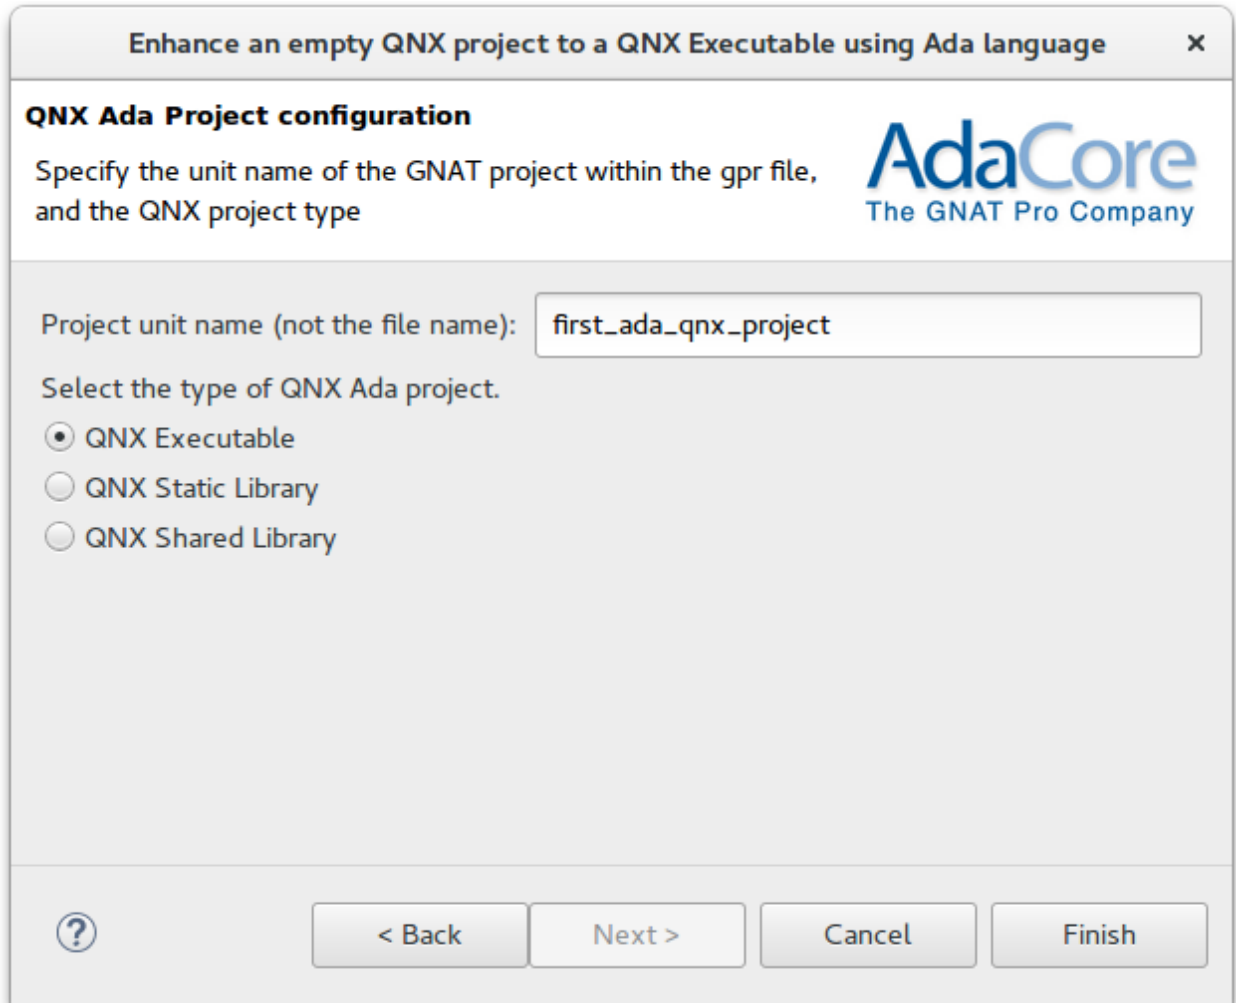 Enhance an empty QNX project to a QNX Executable using Ada language ×
QNX Ada Project configuration
Specify the unit name of the GNAT project within the gpr file,
and the QNX project type
AdaCore
The GNAT Pro Company
Project unit name (not the file name): first_ada_qnx_project
Select the type of QNX Ada project.
QNX Executable
QNX Static Library
QNX Shared Library
? < Back Next > Cancel Finish